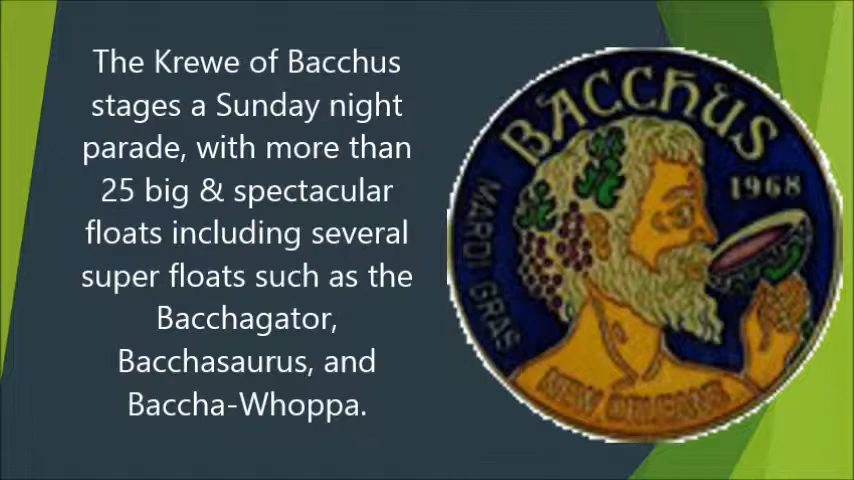 The Krewe of Bacchus
stages a Sunday night
parade, with more than
25 big & spectacular
floats including several
super floats such as the
Bacchagator,
Bacchasaurus, and
Baccha-Whoppa.
BACCHUS
1968
MARDI GRAS
NEW ORLEANS